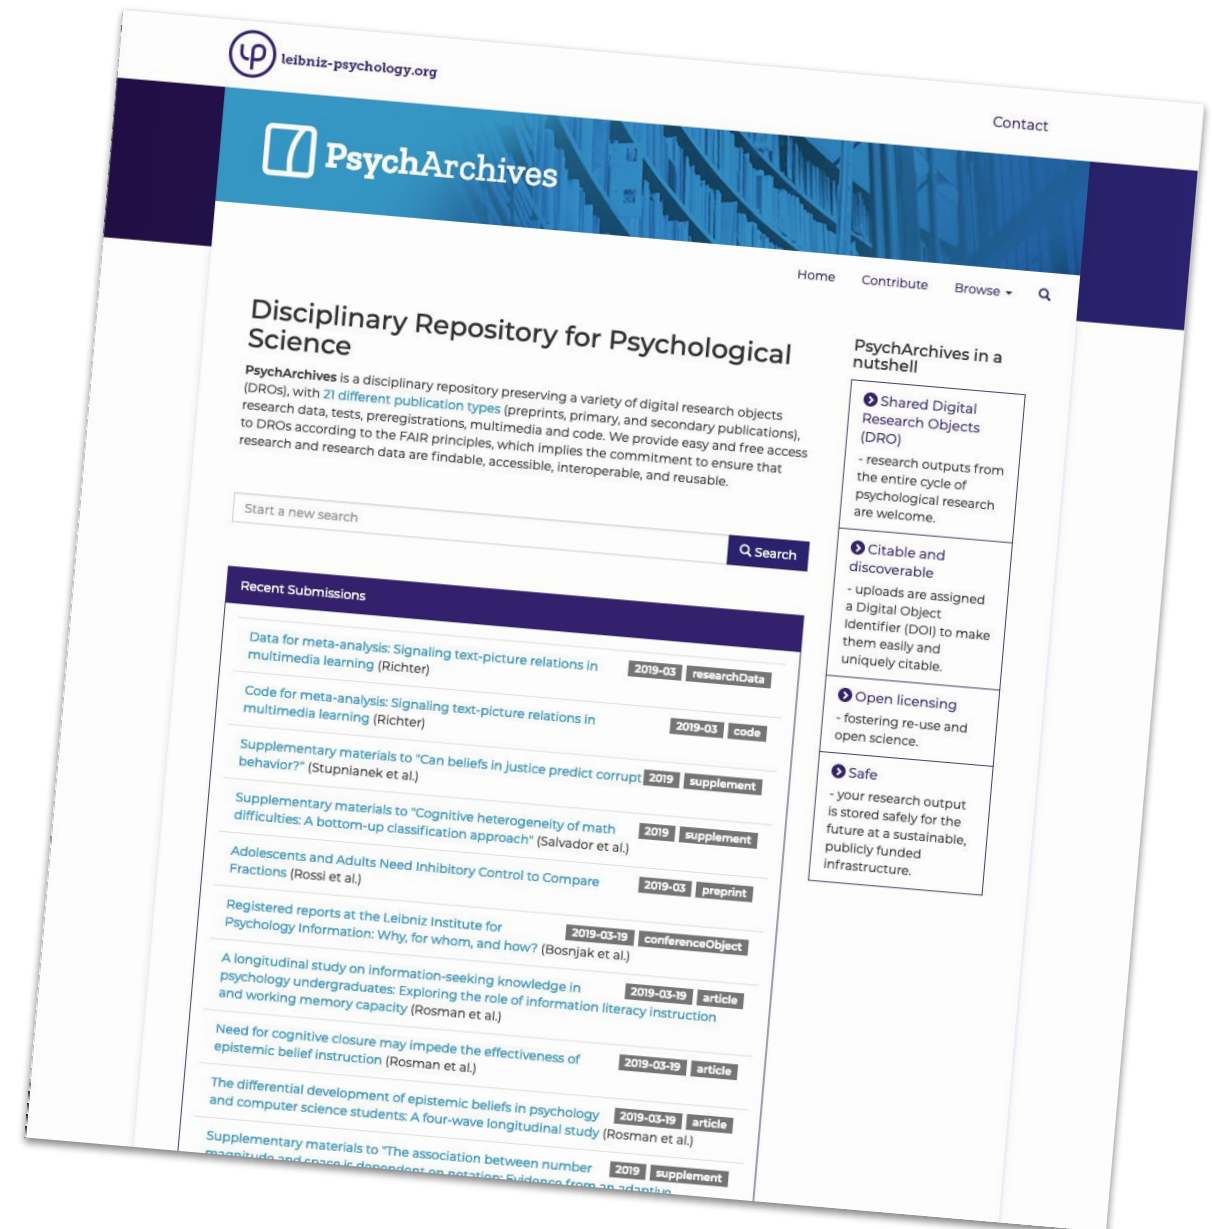 leibniz-psychology.org
Contact
PsychArchives
Home Contribute Browse
Disciplinary Repository for Psychological
Science
PsychArchives is a disciplinary repository preserving a variety of digital research objects
(DROs), with 21 different publication types (preprints, primary, and secondary publications),
research data, tests, preregistrations, multimedia and code. We provide easy and free access
to DROs according to the FAIR principles, which implies the commitment to ensure that
research and research data are findable, accessible, interoperable, and reusable.
Start a new search
Search
Recent Submissions
Data for meta-analysis: Signaling text-picture relations in
multimedia learning (Richter)
2019-03 researchData
Code for meta-analysis: Signaling text-picture relations in
multimedia learning (Richter)
2019-03 code
Supplementary materials to "Can beliefs in justice predict corrupt
behavior?" (Stupnianek et al.)
2019 supplement
Supplementary materials to "Cognitive heterogeneity of math
difficulties: A bottom-up classification approach" (Salvador et al.)
2019 supplement
Adolescents and Adults Need Inhibitory Control to Compare
Fractions (Rossi et al.)
2019-03 preprint
Registered reports at the Leibniz Institute for
Psychology Information: Why, for whom, and how? (Bosnjak et al.)
2019-03-19 conferenceObject
A longitudinal study on information-seeking knowledge in
psychology undergraduates: Exploring the role of information literacy instruction
and working memory capacity (Rosman et al.)
2019-03-19 article
Need for cognitive closure may impede the effectiveness of
epistemic belief instruction (Rosman et al.)
2019-03-19 article
The differential development of epistemic beliefs in psychology
and computer science students: A four-wave longitudinal study (Rosman et al.)
2019-03-19 article
Supplementary materials to "The association between number
magnitude and space is dependent on notation: Evidence from an adaptive
2019 supplement
PsychArchives in a
nutshell
Shared Digital
Research Objects
(DRO)
- research outputs from
the entire cycle of
psychological research
are welcome.
Citable and
discoverable
- uploads are assigned
a Digital Object
Identifier (DOI) to make
them easily and
uniquely citable.
Open licensing
- fostering re-use and
open science.
Safe
- your research output
is stored safely for the
future at a sustainable,
publicly funded
infrastructure.